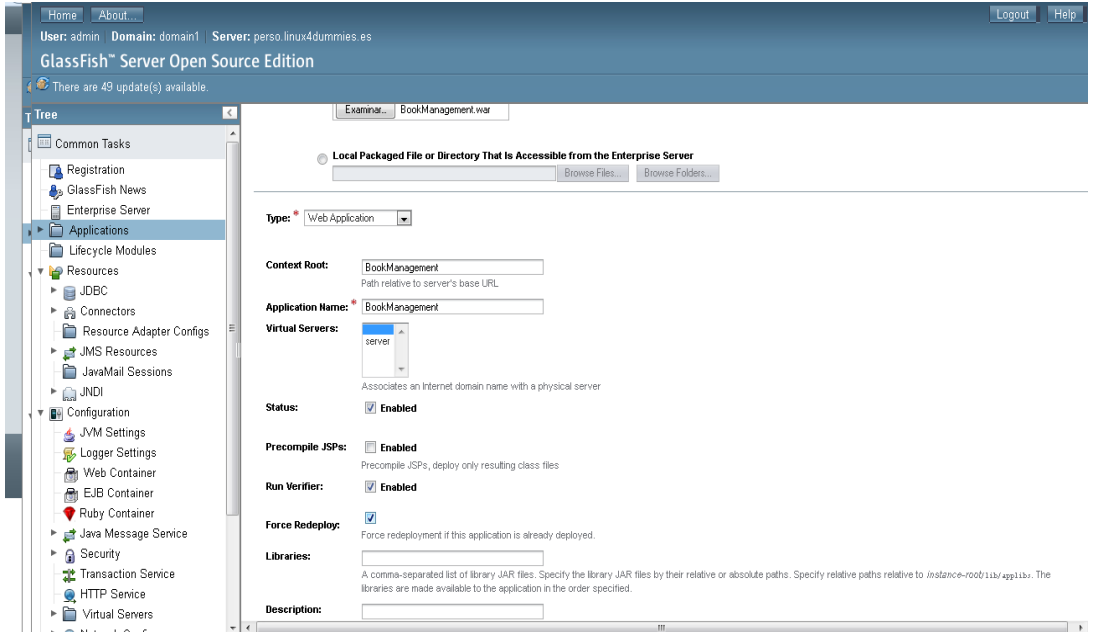 Home About...
Logout Help
User: admin Domain: domain1 Server: perso.linux4dummies.es
GlassFish™ Server Open Source Edition
There are 49 update(s) available.
Tree
Common Tasks
Registration
GlassFish News
Enterprise Server
Applications
Lifecycle Modules
Resources
JDBC
Connectors
Resource Adapter Configs
JMS Resources
JavaMail Sessions
JNDI
Configuration
JVM Settings
Logger Settings
Web Container
EJB Container
Ruby Container
Java Message Service
Security
Transaction Service
HTTP Service
Virtual Servers
Examinar... BookManagement.war
Local Packaged File or Directory That Is Accessible from the Enterprise Server
Browse Files... Browse Folders...
Type: * Web Application
Context Root: BookManagement
Path relative to server's base URL
Application Name: * BookManagement
Virtual Servers:
server
Associates an Internet domain name with a physical server
Status: Enabled
Precompile JSPs: Enabled
Precompile JSPs, deploy only resulting class files
Run Verifier: Enabled
Force Redeploy:
Force redeployment if this application is already deployed.
Libraries:
A comma-separated list of library JAR files. Specify the library JAR files by their relative or absolute paths. Specify relative paths relative to instance-root/lib/applibs. The
libraries are made available to the application in the order specified.
Description: